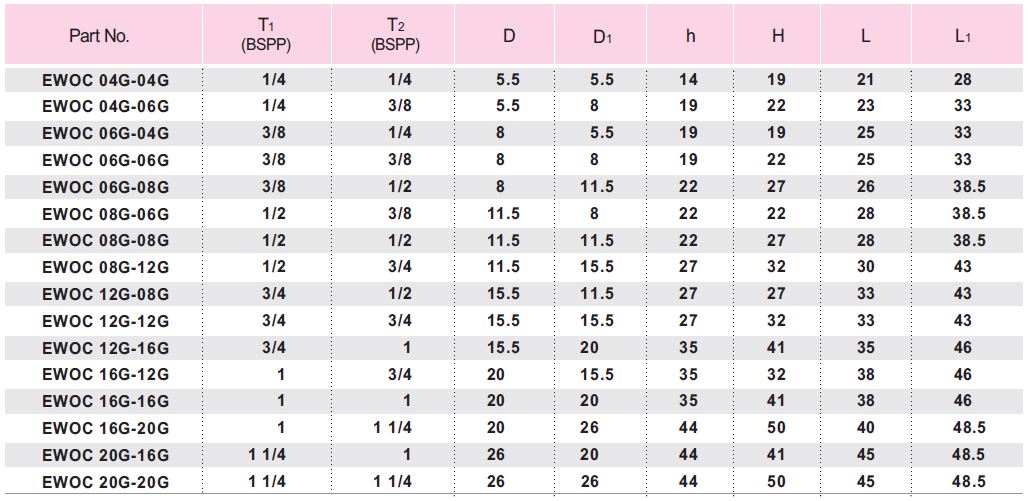 Part No. T1 (BSPP) T2 (BSPP) D D1 h H L L1
EWOC 04G-04G 1/4 1/4 5.5 5.5 14 19 21 28
EWOC 04G-06G 1/4 3/8 5.5 8 19 22 23 33
EWOC 06G-04G 3/8 1/4 8 5.5 19 19 25 33
EWOC 06G-06G 3/8 3/8 8 8 19 22 25 33
EWOC 06G-08G 3/8 1/2 8 11.5 22 27 26 38.5
EWOC 08G-06G 1/2 3/8 11.5 8 22 22 28 38.5
EWOC 08G-08G 1/2 1/2 11.5 11.5 22 27 28 38.5
EWOC 08G-12G 1/2 3/4 11.5 15.5 27 32 30 43
EWOC 12G-08G 3/4 1/2 15.5 11.5 27 27 33 43
EWOC 12G-12G 3/4 3/4 15.5 15.5 27 32 33 43
EWOC 12G-16G 3/4 1 15.5 20 35 41 35 46
EWOC 16G-12G 1 3/4 20 15.5 35 32 38 46
EWOC 16G-16G 1 1 20 20 35 41 38 46
EWOC 16G-20G 1 1 1/4 20 26 44 50 40 48.5
EWOC 20G-16G 1 1/4 1 26 20 44 41 45 48.5
EWOC 20G-20G 1 1/4 1 1/4 26 26 44 50 45 48.5